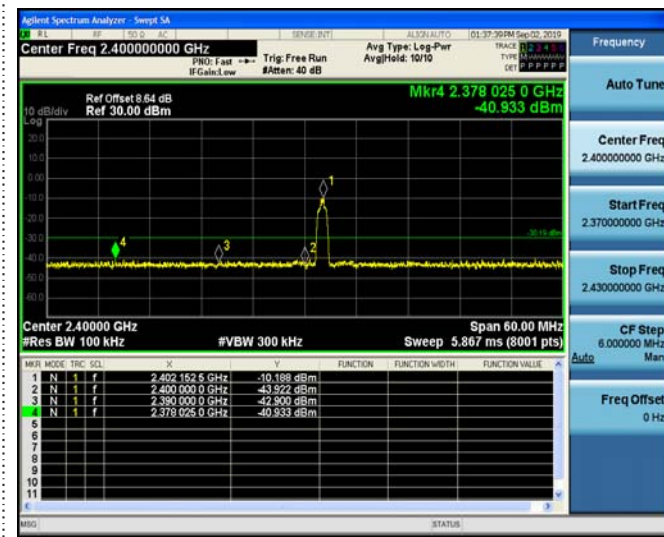 Agilent Spectrum Analyzer - Swept SA
RL RF 50 Ω AC SENSE:INT ALIGN AUTO 01:37:39 PM Sep 02, 2019
Center Freq 2.400000000 GHz
PNO: Fast
IFGain:Low
Trig: Free Run
#Atten: 40 dB
Avg Type: Log-Pwr
Avg|Hold: 10/10
TRACE 1 2 3 4 5 6
TYPE
DET P P P P P P
Ref Offset 8.64 dB
Ref 30.00 dBm
10 dB/div
Log
Mkr4 2.378 025 0 GHz
-40.933 dBm
20.0
10.0
0.00
-10.0
-20.0
-30.0
-40.0
-50.0
-60.0
1
2
3
4
-30.19 dBm
Center 2.40000 GHz
#Res BW 100 kHz
#VBW 300 kHz
Span 60.00 MHz
Sweep 5.867 ms (8001 pts)
MKR MODE TRC SCL X Y FUNCTION FUNCTION WIDTH FUNCTION VALUE
1 N 1 f 2.402 152 5 GHz -10.188 dBm
2 N 1 f 2.400 000 0 GHz -43.922 dBm
3 N 1 f 2.390 000 0 GHz -42.900 dBm
4 N 1 f 2.378 025 0 GHz -40.933 dBm
5
6
7
8
9
10
11
MSG
STATUS
Frequency
Auto Tune
Center Freq
2.400000000 GHz
Start Freq
2.370000000 GHz
Stop Freq
2.430000000 GHz
CF Step
6.000000 MHz
Auto Man
Freq Offset
0 Hz